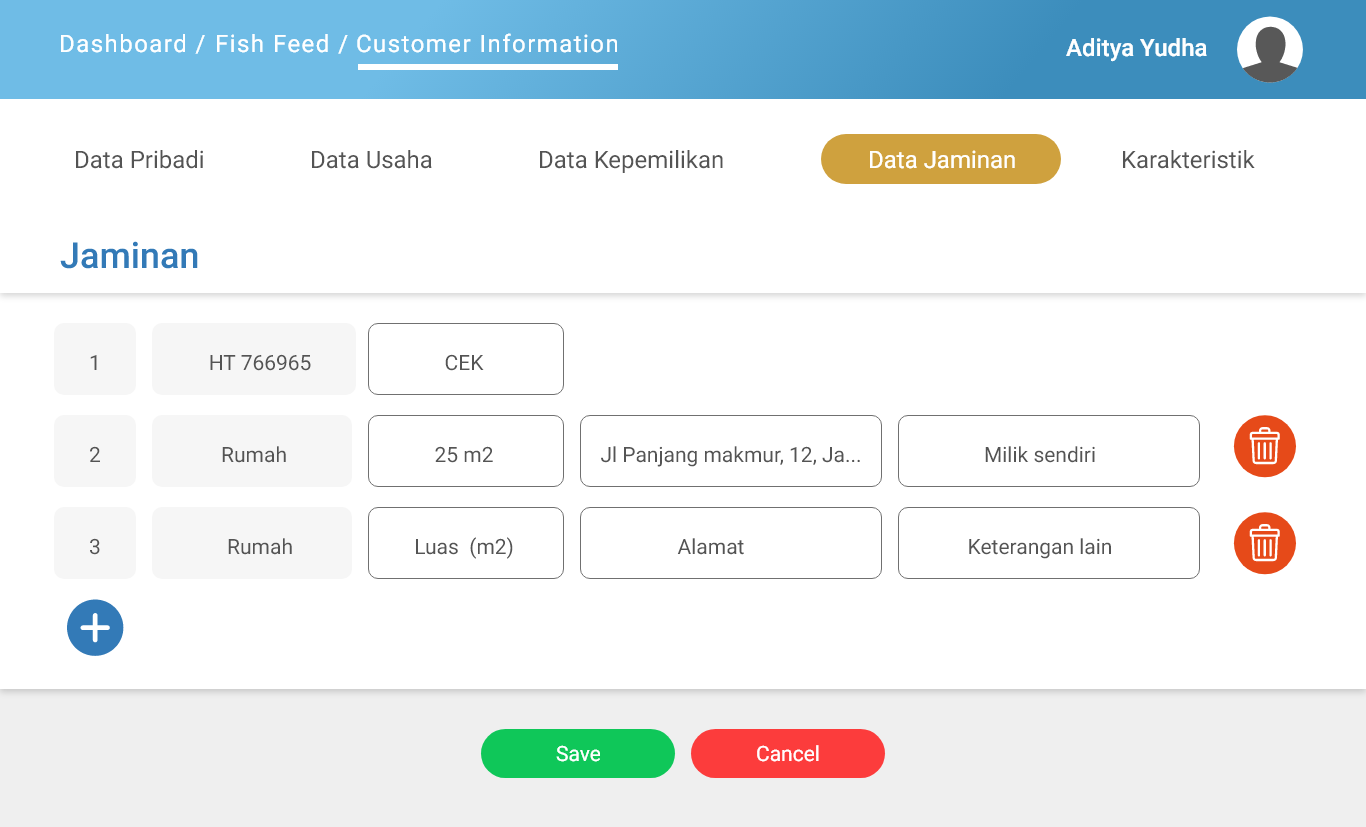 Dashboard / Fish Feed / Customer Information
Aditya Yudha
Data Pribadi Data Usaha Data Kepemilikan Data Jaminan Karakteristik
Jaminan
1 HT 766965 CEK
2 Rumah 25 m2 Jl Panjang makmur, 12, Ja... Milik sendiri
3 Rumah Luas (m2) Alamat Keterangan lain
Save Cancel